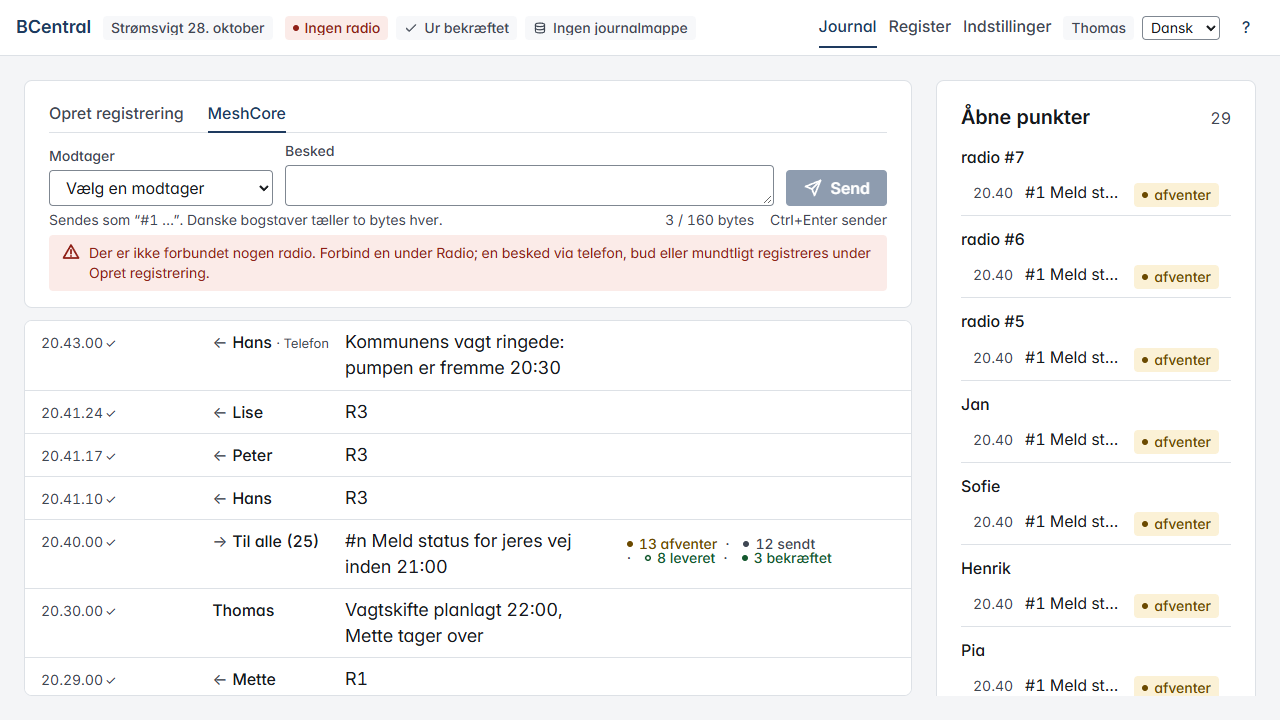 BCentral Strømsvigt 28. oktober Ingen radio Ur bekræftet Ingen journalmappe Journal Register Indstillinger Thomas Dansk ?
Opret registrering MeshCore
Modtager
Besked
Vælg en modtager
Send
Sendes som “#1 …”. Danske bogstaver tæller to bytes hver. 3 / 160 bytes Ctrl+Enter sender
Der er ikke forbundet nogen radio. Forbind en under Radio; en besked via telefon, bud eller mundtligt registreres under
Opret registrering.
20.43.00 ← Hans · Telefon Kommunens vagt ringede:
pumpen er fremme 20:30
20.41.24 ← Lise R3
20.41.17 ← Peter R3
20.41.10 ← Hans R3
20.40.00 → Til alle (25) #n Meld status for jeres vej
inden 21:00
13 afventer · 12 sendt
· 8 leveret · 3 bekræftet
20.30.00 Thomas Vagtskifte planlagt 22:00,
Mette tager over
20.29.00 ← Mette R1
Åbne punkter 29
radio #7
20.40 #1 Meld st... afventer
radio #6
20.40 #1 Meld st... afventer
radio #5
20.40 #1 Meld st... afventer
Jan
20.40 #1 Meld st... afventer
Sofie
20.40 #1 Meld st... afventer
Henrik
20.40 #1 Meld st... afventer
Pia
20.40 #1 Meld st... afventer